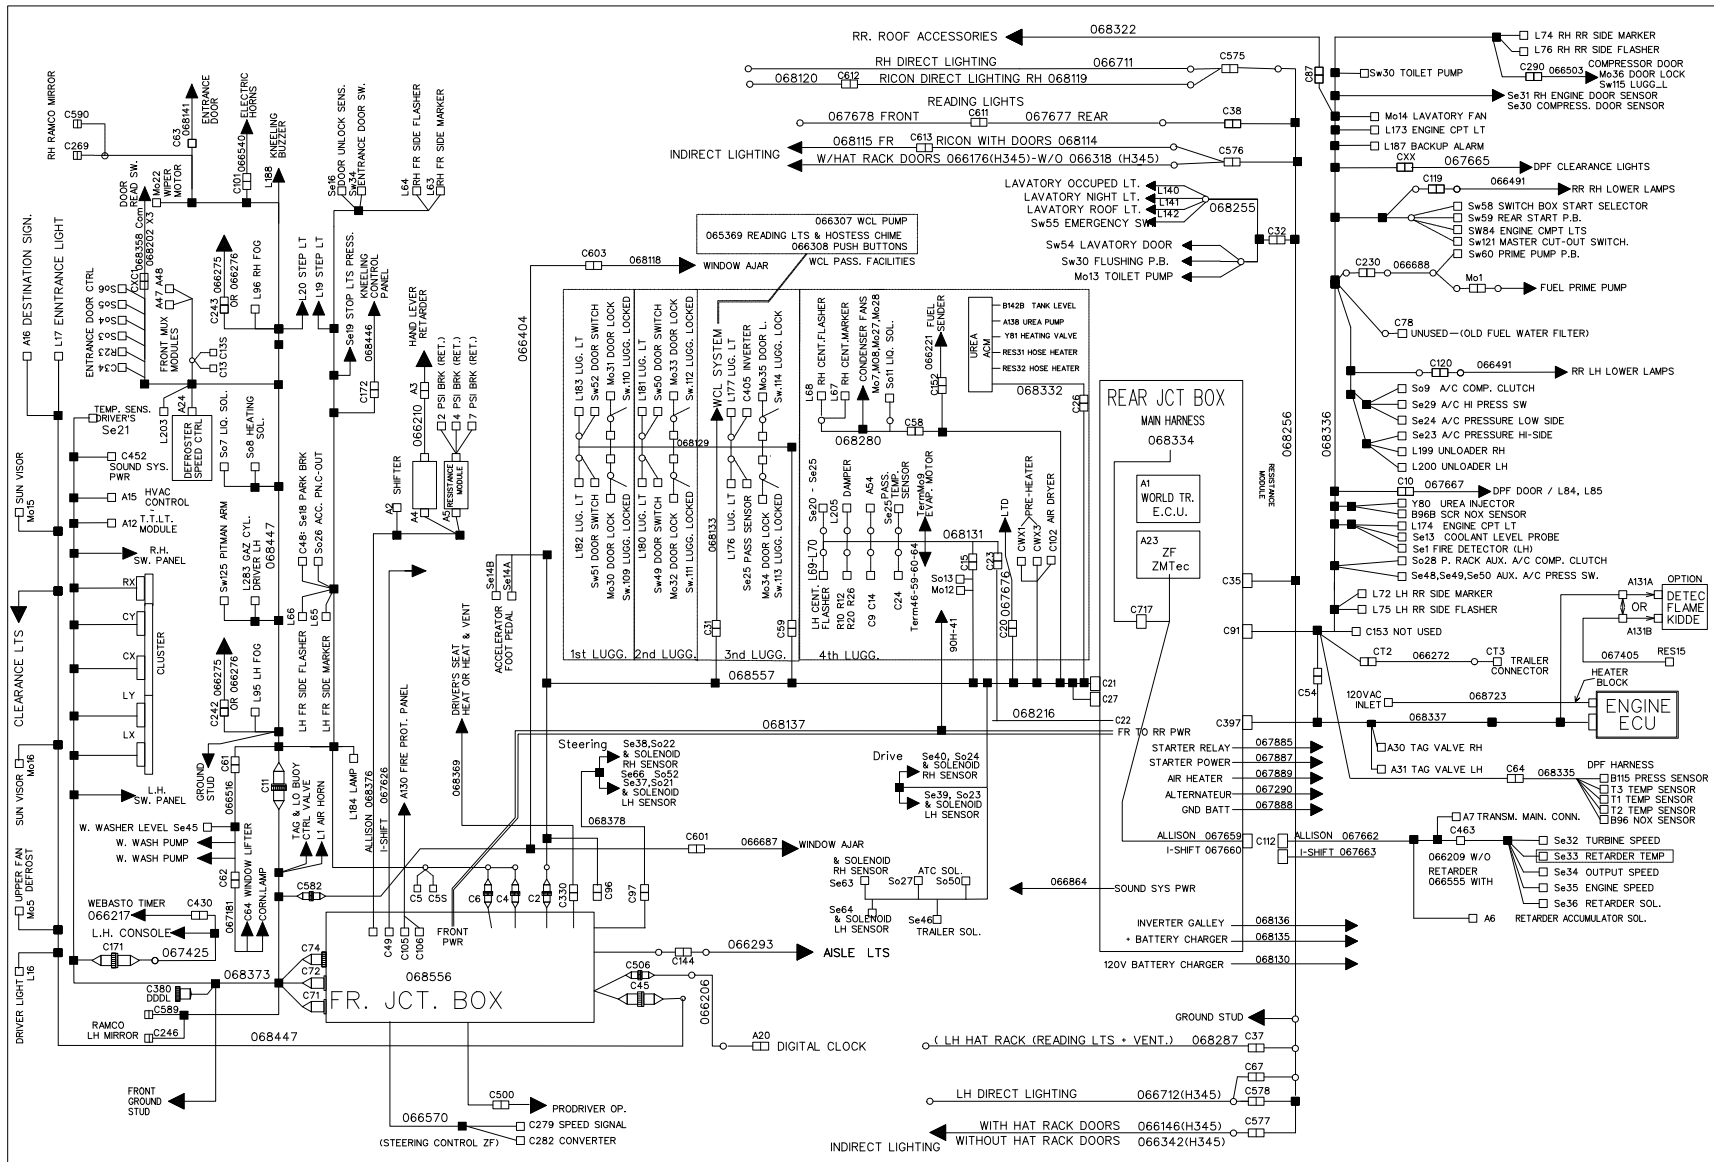 RR. ROOF ACCESSORIES
068322
RH DIRECT LIGHTING
066711
C575
068120
C612
RICON DIRECT LIGHTING RH 068119
READING LIGHTS
067678 FRONT
C611
067677 REAR
C38
068115 FR
C613
RICON WITH DOORS 068114
INDIRECT LIGHTING
W/HAT RACK DOORS 066176(H345)-W/O 066318 (H345)
C576
LAVATORY OCCUPED LT.
L140
LAVATORY NIGHT LT.
L141
LAVATORY ROOF LT.
L142
Sw55 EMERGENCY SW
068255
C32
Sw54 LAVATORY DOOR
Sw30 FLUSHING P.B.
Mo13 TOILET PUMP
C87
L74 RH RR SIDE MARKER
L76 RH RR SIDE FLASHER
Sw30 TOILET PUMP
C290
066503
COMPRESSOR DOOR
Mo36 DOOR LOCK
Sw115 LUGG_L
Se31 RH ENGINE DOOR SENSOR
Se30 COMPRESS. DOOR SENSOR
Mo14 LAVATORY FAN
L173 ENGINE CPT LT
L187 BACKUP ALARM
CXX
067665
DPF CLEARANCE LIGHTS
C119
066491
RR RH LOWER LAMPS
Sw58 SWITCH BOX START SELECTOR
Sw59 REAR START P.B.
SW84 ENGINE CMPT LTS
Sw121 MASTER CUT-OUT SWITCH.
Sw60 PRIME PUMP P.B.
C230
066688
Mo1
FUEL PRIME PUMP
C78
UNUSED-(OLD FUEL WATER FILTER)
C120
066491
RR LH LOWER LAMPS
So9 A/C COMP. CLUTCH
Se29 A/C HI PRESS SW
Se24 A/C PRESSURE LOW SIDE
Se23 A/C PRESSURE HI-SIDE
L199 UNLOADER RH
L200 UNLOADER LH
C10
067667
DPF DOOR / L84, L85
Y80 UREA INJECTOR
B96B SCR NOX SENSOR
L174 ENGINE CPT LT
Se13 COOLANT LEVEL PROBE
Se1 FIRE DETECTOR (LH)
So28 P. RACK AUX. A/C COMP. CLUTCH
Se48,Se49,Se50 AUX. A/C PRESS SW.
L72 LH RR SIDE MARKER
L75 LH RR SIDE FLASHER
A131A
OPTION
DETEC
OR
FLAME
KIDDE
A131B
C153 NOT USED
CT2
066272
CT3
TRAILER
CONNECTOR
067405
RES15
C54
120VAC
INLET
068723
HEATER
BLOCK
ENGINE
ECU
068337
A30 TAG VALVE RH
A31 TAG VALVE LH
C64
068335
DPF HARNESS
B115 PRESS SENSOR
T3 TEMP SENSOR
T1 TEMP SENSOR
T2 TEMP SENSOR
B96 NOX SENSOR
A7 TRANSM. MAIN. CONN.
C463
066209 W/O
RETARDER
066555 WITH
Se32 TURBINE SPEED
Se33 RETARDER TEMP
Se34 OUTPUT SPEED
Se35 ENGINE SPEED
Se36 RETARDER SOL.
A6
RETARDER ACCUMULATOR SOL.
ALLISON
067662
I-SHIFT 067663
068256
068336
RESISTANCE
MODULE
REAR JCT BOX
MAIN HARNESS
068334
A1
WORLD TR.
E.C.U.
A23
ZF
ZMTec
C717
C35
C91
C397
C112
C21
C27
C22
C26
FR TO RR PWR
STARTER RELAY
067885
STARTER POWER
067887
AIR HEATER
067889
ALTERNATEUR
067290
GND BATT
067888
ALLISON
067659
I-SHIFT 067660
066864
SOUND SYS PWR
INVERTER GALLEY
068136
+ BATTERY CHARGER
068135
120V BATTERY CHARGER
068130
GROUND STUD
( LH HAT RACK (READING LTS + VENT.)
068287
C37
C67
LH DIRECT LIGHTING
066712(H345)
C578
WITH HAT RACK DOORS
066146(H345)
C577
INDIRECT LIGHTING
WITHOUT HAT RACK DOORS
066342(H345)
066307 WCL PUMP
065369 READING LTS & HOSTESS CHIME
066308 PUSH BUTTONS
WCL PASS. FACILITIES
C603
068118
WINDOW AJAR
066404
L183 LUG. LT
Sw52 DOOR SWITCH
Mo31 DOOR LOCK
Sw.110 LUGG. LOCKED
L181 LUG. LT
Sw50 DOOR SWITCH
Mo33 DOOR LOCK
Sw.112 LUGG. LOCKED
WCL SYSTEM
L177 LUG. LT
C405 INVERTER
Mo35 DOOR L.
Sw.114 LUGG. LOCK
068129
L182 LUG. LT
Sw51 DOOR SWITCH
Mo30 DOOR LOCK
Sw.109 LUGG. LOCKED
L180 LUG. LT
Sw49 DOOR SWITCH
Mo32 DOOR LOCK
Sw.111 LUGG. LOCKED
068133
L176 LUG. LT
Se25 PASS SENSOR
Mo34 DOOR LOCK
Sw.113 LUGG. LOCKED
C31
C59
1st LUGG.
2nd LUGG.
3nd LUGG.
4th LUGG.
L68
RH CENT.FLASHER
L67
RH CENT.MARKER
CONDENSER FANS
Mo7,Mo8,Mo27,Mo28
So11 LIQ. SOL.
066221 FUEL
SENDER
C152
C58
068280
UREA
ACM
B142B TANK LEVEL
A138 UREA PUMP
Y81 HEATING VALVE
RES31 HOSE HEATER
RES32 HOSE HEATER
068332
Se20 - Se25
L205 DAMPER
A54
Se25 PASS.
TEMP.
SENSOR
TermMo9
EVAP. MOTOR
068131
L69-L70
LH CENT.
FLASHER
R10 R12
R20 R26
C9 C14
C24
Term46-59-60-64
So13
Mo12
C15
C23
LTD
067676
C20
CWX1
PRE-HEATER
CWX3
C102 AIR DRYER
90H-41
068557
068216
068137
Se14B
Se14A
ACCELERATOR
FOOT PEDAL
DRIVER'S SEAT
HEAT OR HEAT & VENT
068369
Steering
Se38,So22
& SOLENOID
RH SENSOR
Se66 So52
Se37,So21
& SOLENOID
LH SENSOR
Drive
Se40, So24
& SOLENOID
RH SENSOR
Se39, So23
& SOLENOID
LH SENSOR
068378
C601
066687
WINDOW AJAR
& SOLENOID
RH SENSOR
Se63
ATC SOL.
So27
So50
Se64
& SOLENOID
LH SENSOR
Se46
TRAILER SOL.
C6
C4
C2
C330
C96
C97
C5
C5S
C49
C105
C106
FRONT
PWR
068556
FR. JCT. BOX
C74
C72
C71
C144
066293
AISLE LTS
C506
C45
066206
A20
DIGITAL CLOCK
C500
PRODRIVER OP.
066570
(STEERING CONTROL ZF)
C279 SPEED SIGNAL
C282 CONVERTER
RH RAMCO MIRROR
C590
C269
C63
068141
ENTRANCE
DOOR
C101
066540
ELECTRIC
HORNS
L188
KNEELING
BUZZER
DOOR
READ SW.
Mo22
WIPER
MOTOR
CXC1
068358 Com
068202 X3
Se16
DOOR UNLOCK SENS.
Sw34
ENTRANCE DOOR SW.
L64
RH FR SIDE FLASHER
L63
RH FR SIDE MARKER
A16 DESTINATION SIGN.
L17 ENNTRANCE LIGHT
ENTRANCE DOOR CTRL
So6
So5
So4
So3
R22
C34
FRONT MUX
MODULES
A47
A48
C13
C13S
C243
066275
OR 066276
L96 RH FOG
L20 STEP LT
L19 STEP LT
Se19 STOP LTS PRESS.
KNEELING
CONTROL
PANEL
068446
C172
HAND LEVER
RETARDER
066210
A3
2 PSI BRK (RET.)
4 PSI BRK (RET.)
7 PSI BRK (RET.)
A2 SHIFTER
A4
A5
RESISTANCE
MODULE
TEMP. SENS.
DRIVER'S
Se21
L203
A24
DEFROSTER
SPEED CTRL
So7 LIQ. SOL.
So8 HEATING
SOL.
C452
SOUND SYS.
PWR
A15
HVAC
CONTROL
A12
T.T.LT.
MODULE
R.H.
SW. PANEL
RX
CY
CX
LY
LX
CLUSTER
L.H.
SW. PANEL
SUN VISOR
Mo15
CLEARANCE LTS
SUN VISOR
Mo16
UPPER FAN
Mo5 DEFROST
DRIVER LIGHT
L16
Sw125 PITMAN ARM
L283 GAZ CYL.
DRIVER LH
068447
C48: Se18 PARK BRK
So26 ACC. PN.C-OUT
L66
L65
LH FR SIDE FLASHER
LH FR SIDE MARKER
C242
066275
OR 066276
L95 LH FOG
GROUND
STUD
C61
C11
066516
TAG & LO BUOY
CTRL VALVE
L1 AIR HORN
L184 LAMP
ALLISON 068376
I-SHIFT 067626
A130 FIRE PROT. PANEL
W. WASHER LEVEL Se45
W. WASH PUMP
W. WASH PUMP
C62
067181
C64 WINDOW LIFTER
CORN.LAMP
C582
WEBASTO TIMER
066217
C430
L.H. CONSOLE
C171
067425
068373
C380
DDDL
C589
RAMCO
LH MIRROR
C246
068447
FRONT
GROUND
STUD